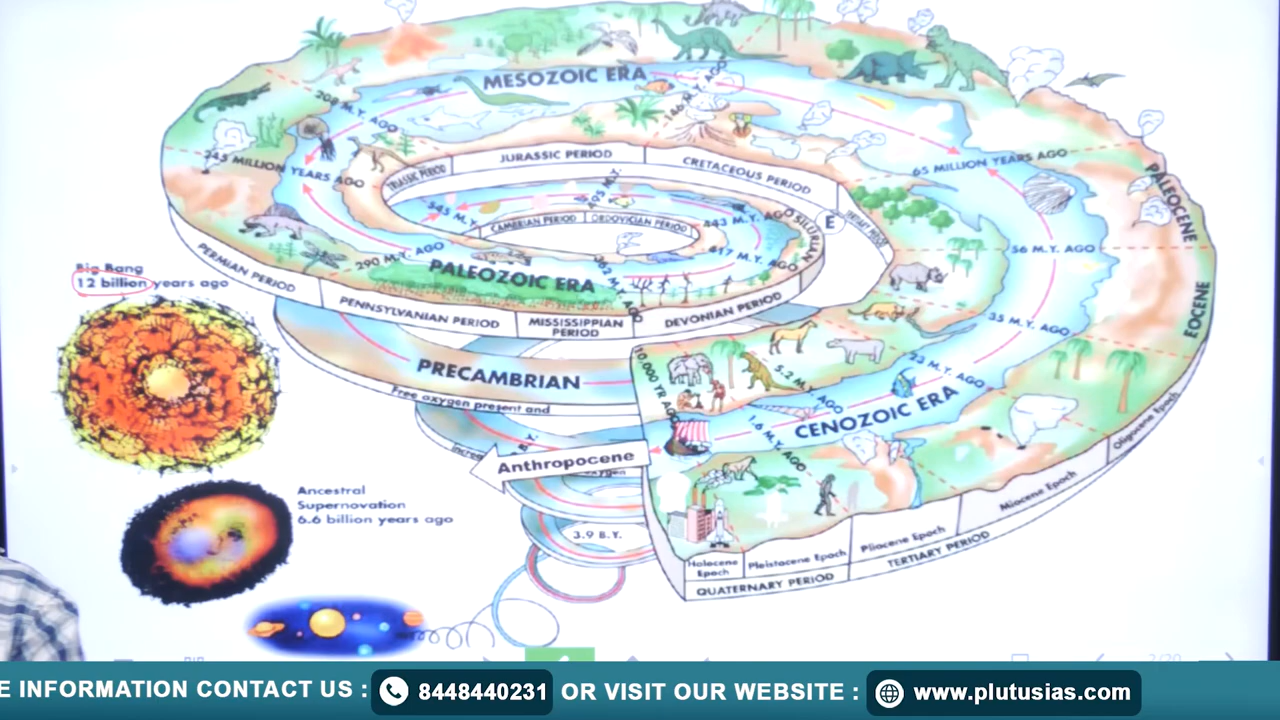 MESOZOIC ERA
208 M.Y. AGO
146 M.Y. AGO
245 MILLION YEARS AGO
65 MILLION YEARS AGO
TRIASSIC PERIOD
JURASSIC PERIOD
CRETACEOUS PERIOD
TERTIARY PERIOD
E
PALEOCENE
EOCENE
545 M.Y.
CAMBRIAN PERIOD
ORDOVICIAN PERIOD
443 M.Y. AGO
417 M.Y. AGO
SILURIAN
56 M.Y. AGO
290 M.Y. AGO
PALEOZOIC ERA
PERMIAN PERIOD
PENNSYLVANIAN PERIOD
MISSISSIPPIAN
PERIOD
DEVONIAN PERIOD
35 M.Y. AGO
23 M.Y. AGO
5.2 M.Y. AGO
1.6 M.Y. AGO
10,000 YR AGO
CENOZOIC ERA
Big Bang
12 billion years ago
PRECAMBRIAN
Free oxygen present and
Anthropocene
Ancestral
Supernovation
6.6 billion years ago
3.9 B.Y.
Holocene
Epoch
Pleistocene Epoch
Pliocene Epoch
Miocene Epoch
Oligocene Epoch
QUATERNARY PERIOD
TERTIARY PERIOD
2/20
E INFORMATION CONTACT US : 8448440231 OR VISIT OUR WEBSITE : www.plutusias.com